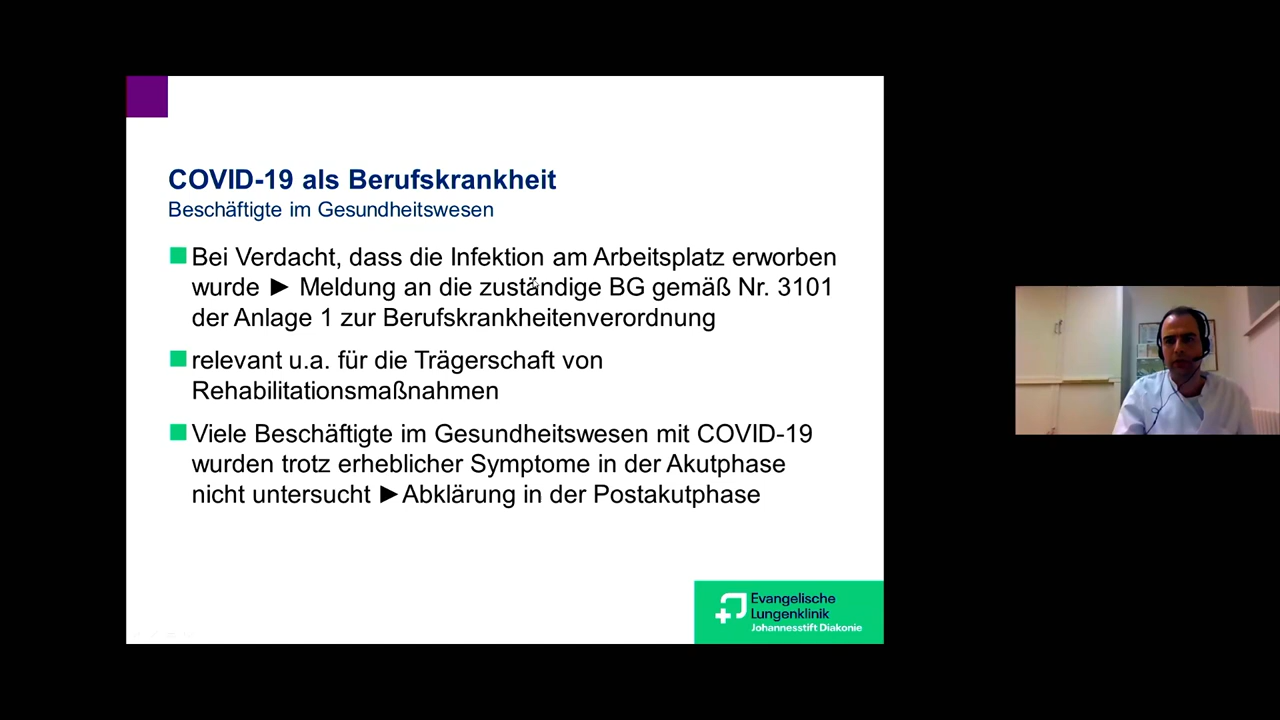 COVID-19 als Berufskrankheit
Beschäftigte im Gesundheitswesen
Bei Verdacht, dass die Infektion am Arbeitsplatz erworben
wurde ► Meldung an die zuständige BG gemäß Nr. 3101
der Anlage 1 zur Berufskrankheitenverordnung
relevant u.a. für die Trägerschaft von
Rehabilitationsmaßnahmen
Viele Beschäftigte im Gesundheitswesen mit COVID-19
wurden trotz erheblicher Symptome in der Akutphase
nicht untersucht ►Abklärung in der Postakutphase
Evangelische
Lungenklinik
Johannesstift Diakonie